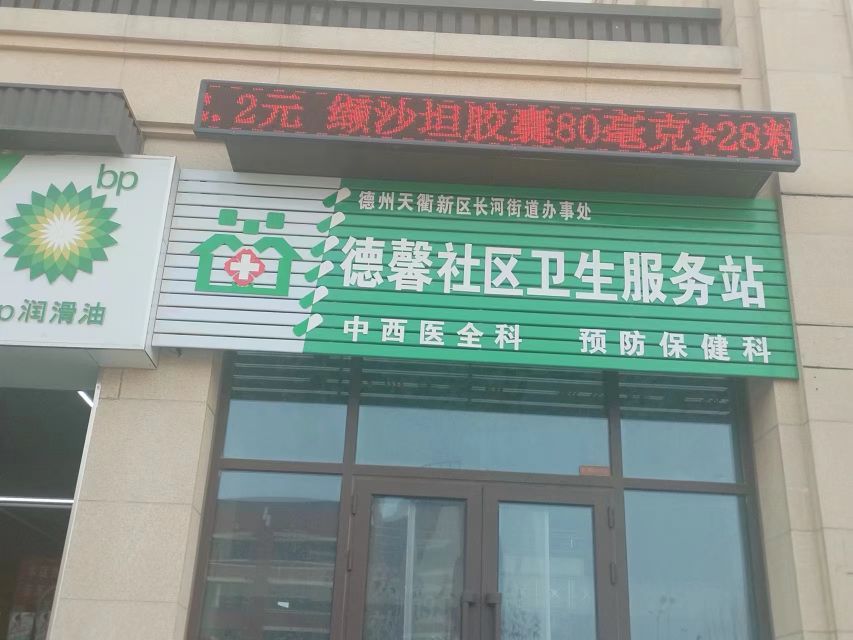 .2元 缬沙坦胶囊80毫克*28粒
bp
德州天衢新区长河街道办事处
德馨社区卫生服务站
p润滑油
中西医全科 预防保健科